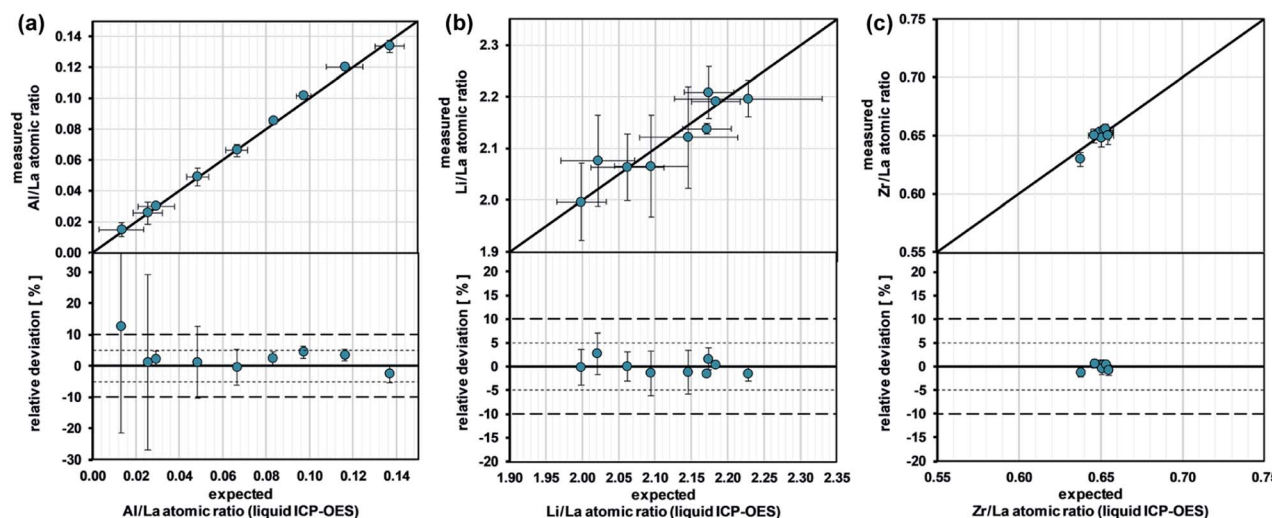 (a)
measured
Al/La atomic ratio
0.14
0.12
0.10
0.08
0.06
0.04
0.02
0.00
relative deviation [ % ]
30
20
10
0
-10
-20
-30
0.00 0.02 0.04 0.06 0.08 0.10 0.12 0.14
expected
Al/La atomic ratio (liquid ICP-OES)
(b)
measured
Li/La atomic ratio
2.3
2.2
2.1
2.0
1.9
relative deviation [ % ]
20
15
10
5
0
-5
-10
-15
-20
1.90 1.95 2.00 2.05 2.10 2.15 2.20 2.25 2.30 2.35
expected
Li/La atomic ratio (liquid ICP-OES)
(c)
measured
Zr/La atomic ratio
0.75
0.70
0.65
0.60
0.55
relative deviation [ % ]
20
15
10
5
0
-5
-10
-15
-20
0.55 0.60 0.65 0.70 0.75
expected
Zr/La atomic ratio (liquid ICP-OES)